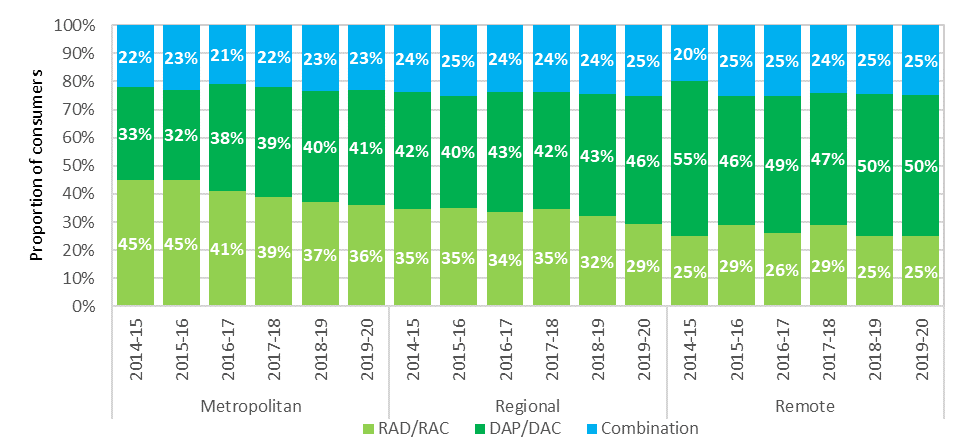 Proportion of consumers
100%
90%
80%
70%
60%
50%
40%
30%
20%
10%
0%
22% 23% 21% 22% 23% 23% 24% 25% 24% 24% 24% 25% 20% 25% 25% 24% 25% 25%
33% 32% 38% 39% 40% 41% 42% 40% 43% 42% 43% 46% 55% 46% 49% 47% 50% 50%
45% 45% 41% 39% 37% 36% 35% 35% 34% 35% 32% 29% 25% 29% 26% 29% 25% 25%
2014-15 2015-16 2016-17 2017-18 2018-19 2019-20 2014-15 2015-16 2016-17 2017-18 2018-19 2019-20 2014-15 2015-16 2016-17 2017-18 2018-19 2019-20
Metropolitan Regional Remote
RAD/RAC DAP/DAC Combination